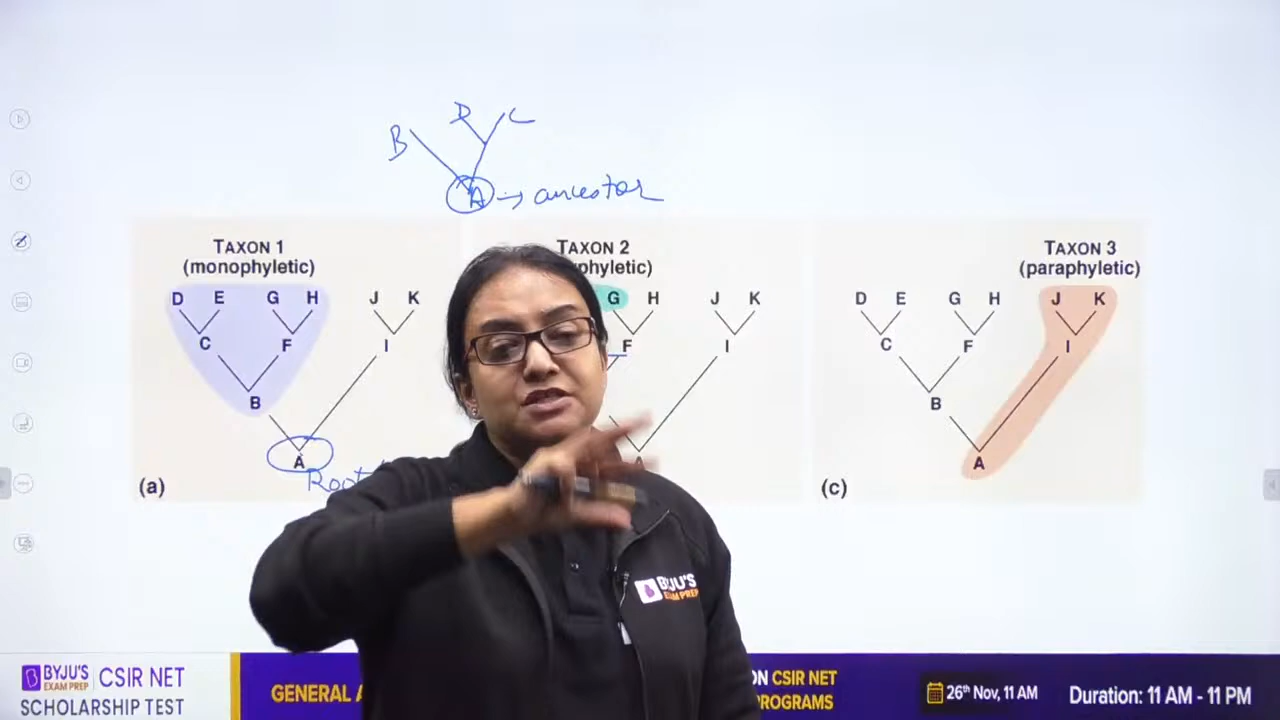 D C
B
A → ancestor
TAXON 1
(monophyletic)
D E G H J K
C F I
B
A
Root
(a)
TAXON 2
phyletic)
G H J K
F I
TAXON 3
(paraphyletic)
D E G H J K
C F I
B
A
(c)
BYJU'S
EXAM PREP
BYJU'S
EXAM PREP
CSIR NET
SCHOLARSHIP TEST
GENERAL A
ON CSIR NET
PROGRAMS
26th Nov, 11 AM
Duration: 11 AM - 11 PM